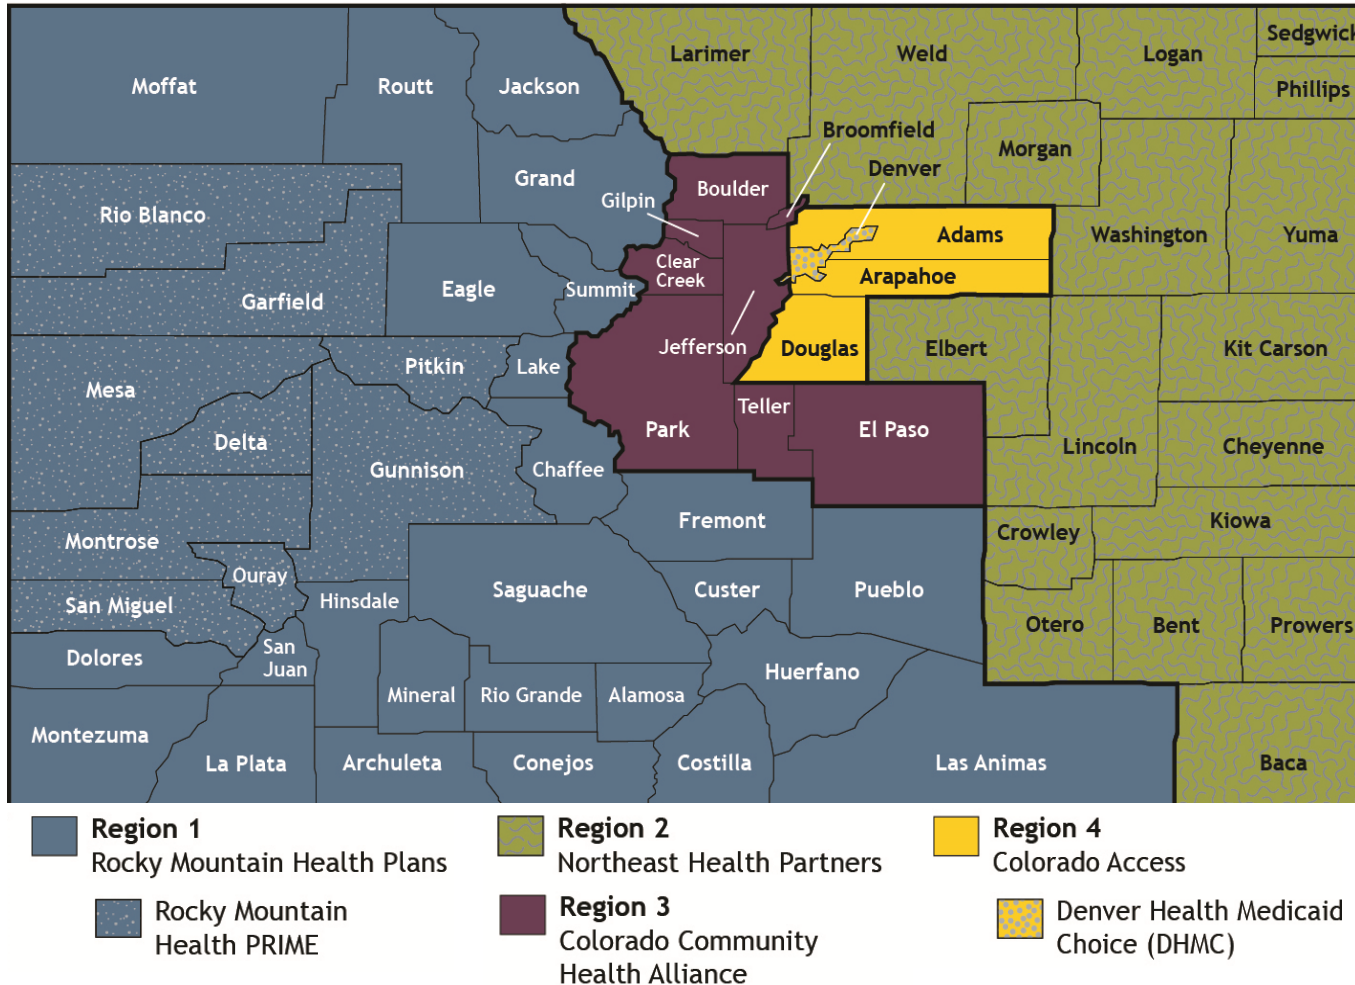 Moffat
Routt
Jackson
Larimer
Weld
Logan
Sedgwick
Phillips
Broomfield
Denver
Morgan
Grand
Boulder
Gilpin
Rio Blanco
Adams
Washington
Yuma
Clear
Creek
Arapahoe
Garfield
Eagle
Summit
Jefferson
Douglas
Elbert
Kit Carson
Mesa
Pitkin
Lake
Teller
Park
El Paso
Delta
Gunnison
Chaffee
Lincoln
Cheyenne
Fremont
Crowley
Kiowa
Montrose
Ouray
Hinsdale
Saguache
Custer
Pueblo
San Miguel
Otero
Bent
Prowers
Dolores
San
Juan
Mineral
Rio Grande
Alamosa
Huerfano
Montezuma
La Plata
Archuleta
Conejos
Costilla
Las Animas
Baca
Region 1
Rocky Mountain Health Plans
Rocky Mountain
Health PRIME
Region 2
Northeast Health Partners
Region 3
Colorado Community
Health Alliance
Region 4
Colorado Access
Denver Health Medicaid
Choice (DHMC)